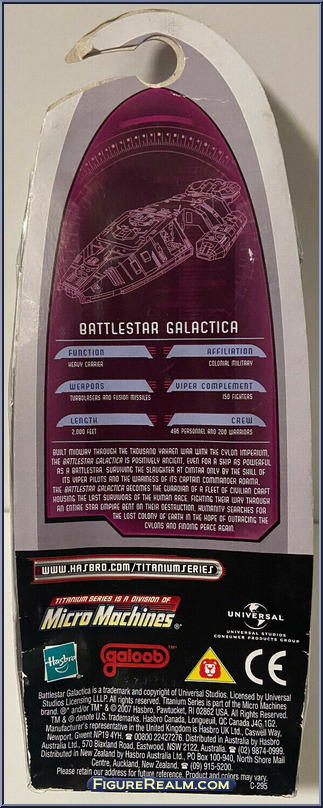 BATTLESTAR GALACTICA
FUNCTION
HEAVY CARRIER
AFFILIATION
COLONIAL MILITARY
WEAPONS
TURBOLASERS AND FUSION MISSILES
VIPER COMPLEMENT
150 FIGHTERS
LENGTH
2,000 FEET
CREW
495 PERSONNEL AND 200 WARRIORS
BUILT MIDWAY THROUGH THE THOUSAND YAHREN WAR WITH THE CYLON IMPERIUM,
THE BATTLESTAR GALACTICA IS POSITIVELY ANCIENT, EVEN FOR A SHIP AS POWERFUL
AS A BATTLESTAR. SURVIVING THE SLAUGHTER AT CIMTAR ONLY BY THE SKILL OF
ITS VIPER PILOTS AND THE WARINESS OF ITS CAPTAIN COMMANDER ADAMA,
THE BATTLESTAR GALACTICA BECOMES THE GUARDIAN OF A FLEET OF CIVILIAN CRAFT
HOUSING THE LAST SURVIVORS OF THE HUMAN RACE. FIGHTING THEIR WAY THROUGH
AN ENTIRE STAR EMPIRE BENT ON THEIR DESTRUCTION, HUMANITY SEARCHES FOR
THE LOST COLONY OF EARTH IN THE HOPE OF OUTRACING THE
CYLONS AND FINDING PEACE AGAIN.
WWW.HASBRO.COM/TITANIUMSERIES
TITANIUM SERIES IS A DIVISION OF
MICRO MACHINES®
UNIVERSAL
UNIVERSAL STUDIOS
CONSUMER PRODUCTS GROUP
Hasbro
galoob
CE
Battlestar Galactica is a trademark and copyright of Universal Studios. Licensed by Universal
Studios Licensing LLLP. All rights reserved. Titanium Series is part of the Micro Machines
brand. ®* and/or TM* & © 2007 Hasbro, Pawtucket, RI 02862 USA. All Rights Reserved.
TM & ® denote U.S. trademarks. Hasbro Canada, Longueuil, QC Canada J4G 1G2.
Manufacturer's representative in the United Kingdom is Hasbro UK Ltd., Caswell Way,
Newport, Gwent NP19 4YH. ☎ 00800 22427276. Distributed in Australia by Hasbro
Australia Ltd., 570 Blaxland Road, Eastwood, NSW 2122, Australia. ☎ (02) 9874-0999.
Distributed in New Zealand by Hasbro Australia Ltd., PO Box 100-940, North Shore Mail
Centre, Auckland, New Zealand. ☎ (09) 915-5200.
Please retain our address for future reference. Product and colors may vary.
C-295
FIGUREREALM.COM